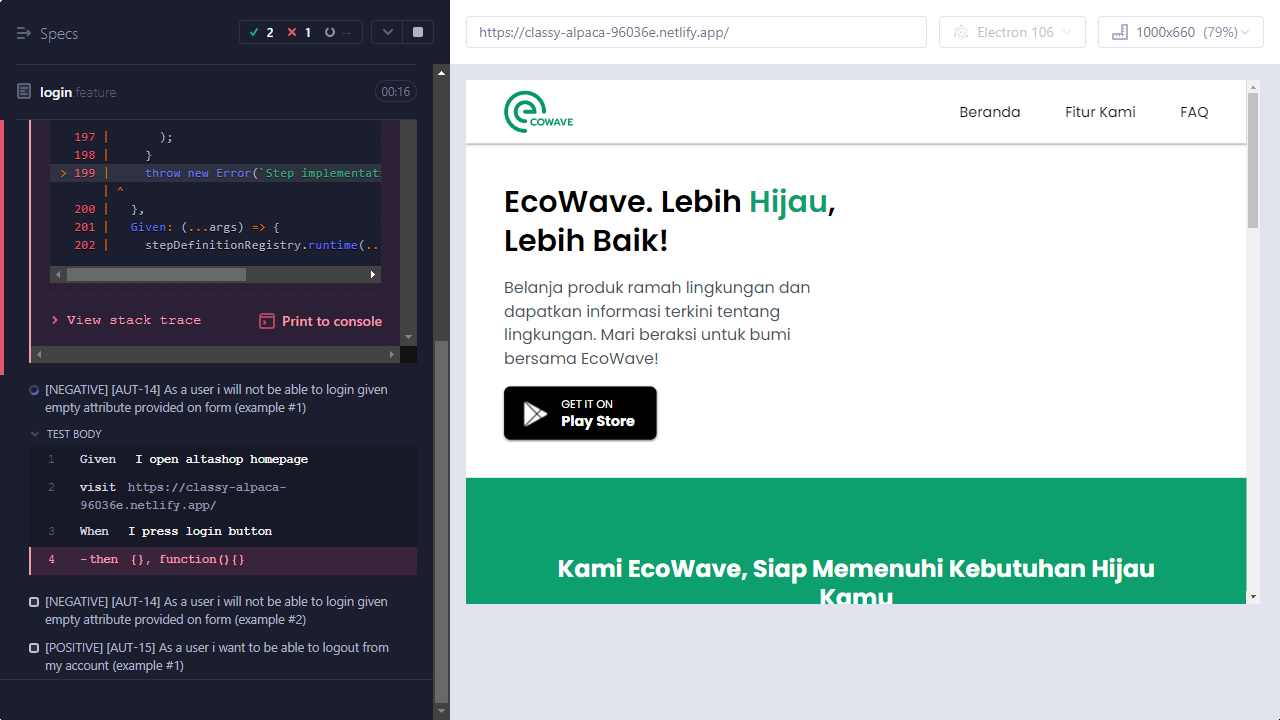 Specs
2
1
--
login.feature
00:16
197 | );
198 | }
> 199 | throw new Error(`Step implementati
| ^
200 | },
201 | Given: (...args) => {
202 | stepDefinitionRegistry.runtime(..
View stack trace
Print to console
[NEGATIVE] [AUT-14] As a user i will not be able to login given
empty attribute provided on form (example #1)
TEST BODY
1 Given I open altashop homepage
2 visit https://classy-alpaca-
96036e.netlify.app/
3 When I press login button
4 -then {}, function(){}
[NEGATIVE] [AUT-14] As a user i will not be able to login given
empty attribute provided on form (example #2)
[POSITIVE] [AUT-15] As a user i want to be able to logout from
my account (example #1)
https://classy-alpaca-96036e.netlify.app/
Electron 106
1000x660 (79%)
ECOWAVE
Beranda
Fitur Kami
FAQ
EcoWave. Lebih Hijau,
Lebih Baik!
Belanja produk ramah lingkungan dan
dapatkan informasi terkini tentang
lingkungan. Mari beraksi untuk bumi
bersama EcoWave!
GET IT ON
Play Store
Kami EcoWave, Siap Memenuhi Kebutuhan Hijau
Kamu